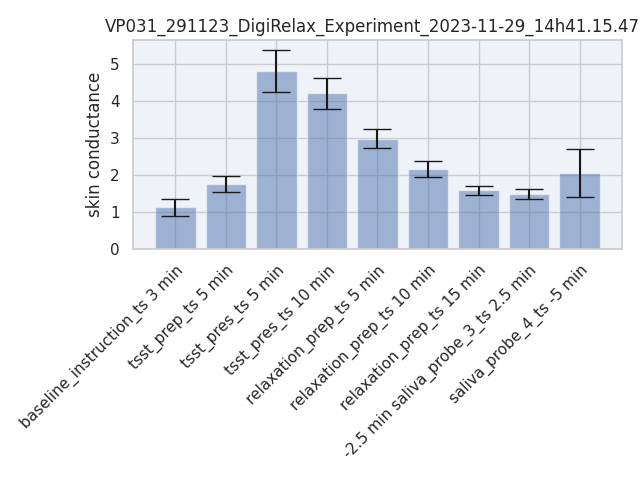 VP031_291123_DigiRelax_Experiment_2023-11-29_14h41.15.47
skin conductance
5
4
3
2
1
0
baseline_instruction_ts 3 min
tsst_prep_ts 5 min
tsst_pres_ts 5 min
tsst_pres_ts 10 min
relaxation_prep_ts 5 min
relaxation_prep_ts 10 min
relaxation_prep_ts 15 min
-2.5 min saliva_probe_3_ts 2.5 min
saliva_probe_4_ts -5 min